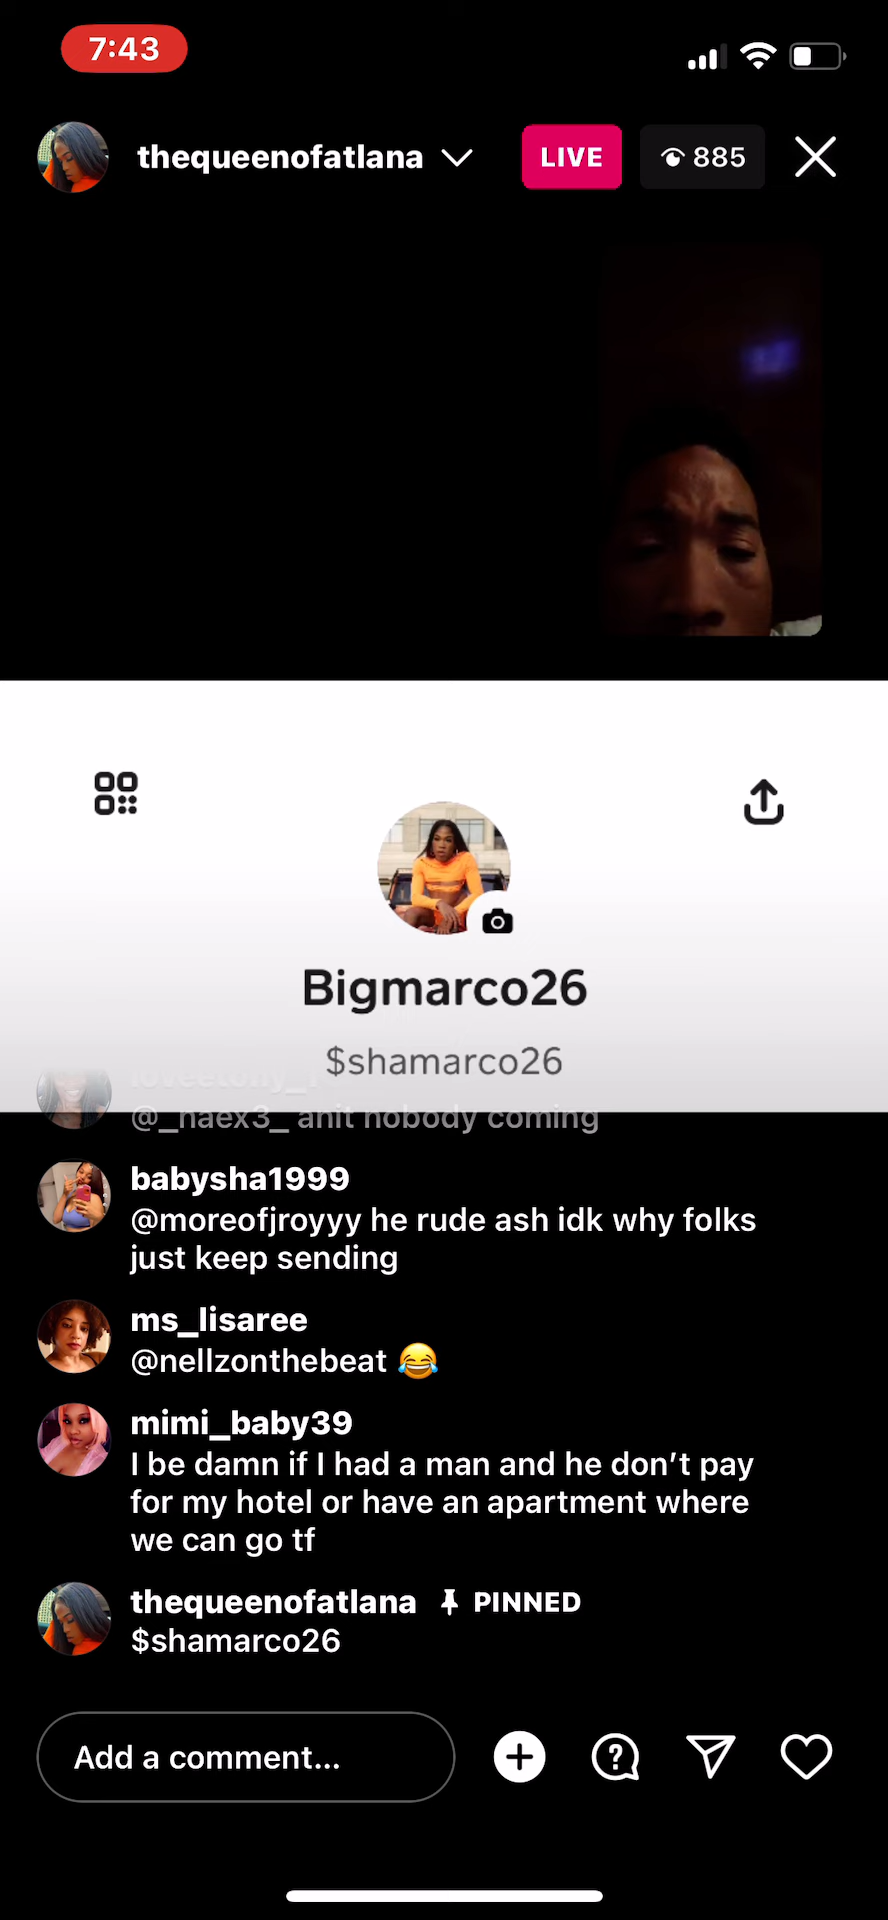 7:43
thequeenofatlana
LIVE
885
Bigmarco26
$shamarco26
@_naex3_ anit nobody coming
babysha1999
@moreofjroyyy he rude ash idk why folks
just keep sending
ms_lisaree
@nellzonthebeat 😂
mimi_baby39
I be damn if I had a man and he don’t pay
for my hotel or have an apartment where
we can go tf
thequeenofatlana PINNED
$shamarco26
Add a comment...